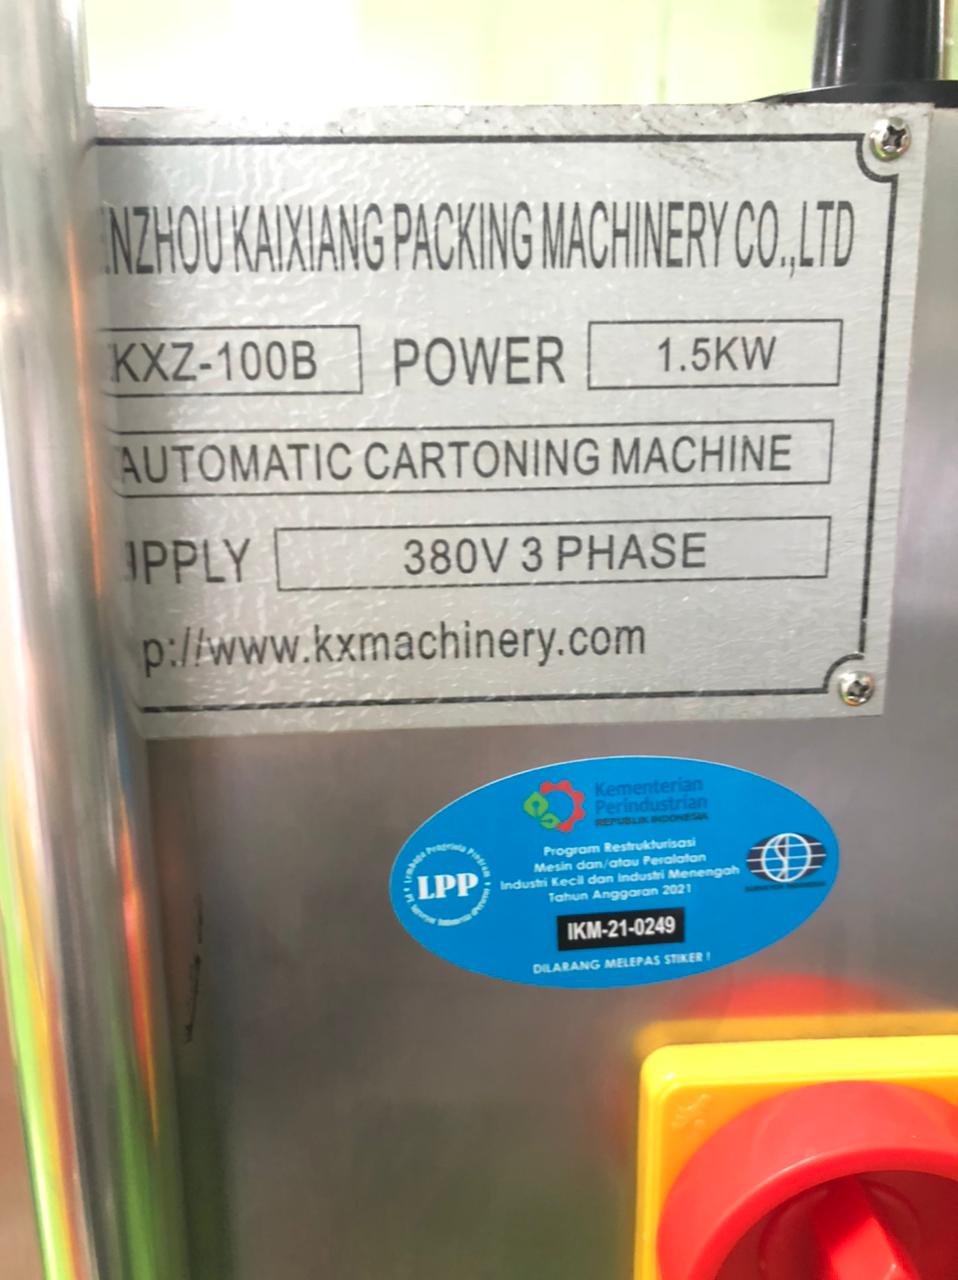 ENZHOU KAIXIANG PACKING MACHINERY CO.,LTD
KXZ-100B POWER 1.5KW
AUTOMATIC CARTONING MACHINE
UPPLY 380V 3 PHASE
p://www.kxmachinery.com
Kementerian
Perindustrian
REPUBLIK INDONESIA
Program Restrukturisasi
Mesin dan/atau Peralatan
Industri Kecil dan Industri Menengah
Tahun Anggaran 2021
LPP
IKM-21-0249
DILARANG MELEPAS STIKER !